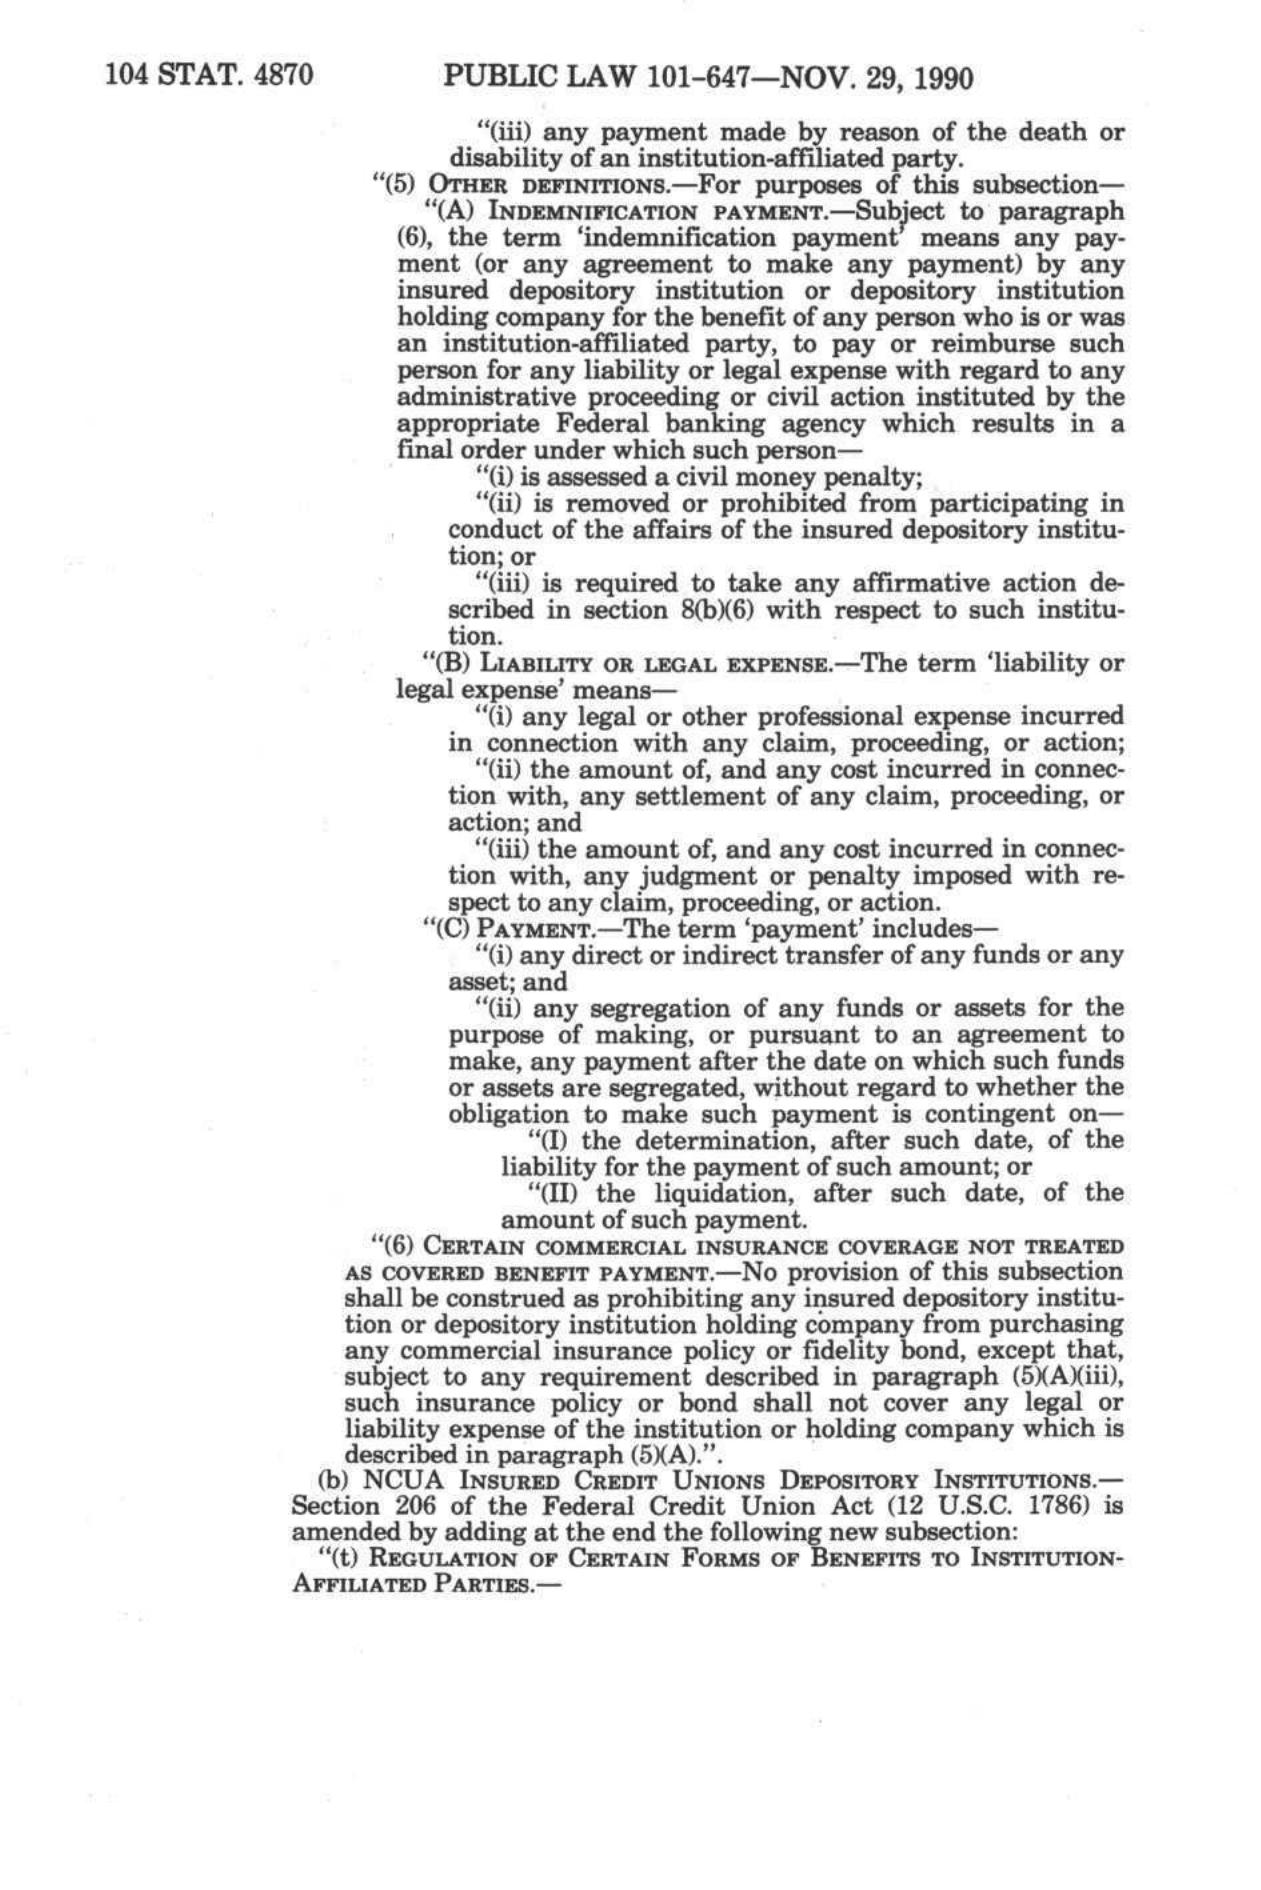 104 STAT. 4870 PUBLIC LAW 101-647—NOV. 29, 1990
"(iii) any payment made by reason of the death or
disability of an institution-affiliated party.
"(5) OTHER DEFINITIONS.—For purposes of this subsection—
"(A) INDEMNIFICATION PAYMENT.—Subject to paragraph
(6), the term 'indemnification payment' means any pay-
ment (or any agreement to make any payment) by any
insured depository institution or depository institution
holding company for the benefit of any person who is or was
an institution-affiliated party, to pay or reimburse such
person for any liability or legal expense with regard to any
administrative proceeding or civil action instituted by the
appropriate Federal banking agency which results in a
final order under which such person—
"(i) is assessed a civil money penalty;
"(ii) is removed or prohibited from participating in
conduct of the affairs of the insured depository institu-
tion; or
"(iii) is required to take any affirmative action de-
scribed in section 8(b)(6) with respect to such institu-
tion.
"(B) LIABILITY OR LEGAL EXPENSE.—The term 'liability or
legal expense' means—
"(i) any legal or other professional expense incurred
in connection with any claim, proceeding, or action;
"(ii) the amount of, and any cost incurred in connec-
tion with, any settlement of any claim, proceeding, or
action; and
"(iii) the amount of, and any cost incurred in connec-
tion with, any judgment or penalty imposed with re-
spect to any claim, proceeding, or action.
"(C) PAYMENT.—The term 'payment' includes—
"(i) any direct or indirect transfer of any funds or any
asset; and
"(ii) any segregation of any funds or assets for the
purpose of making, or pursuant to an agreement to
make, any payment after the date on which such funds
or assets are segregated, without regard to whether the
obligation to make such payment is contingent on—
"(I) the determination, after such date, of the
liability for the payment of such amount; or
"(II) the liquidation, after such date, of the
amount of such payment.
"(6) CERTAIN COMMERCIAL INSURANCE COVERAGE NOT TREATED
AS COVERED BENEFIT PAYMENT.—No provision of this subsection
shall be construed as prohibiting any insured depository institu-
tion or depository institution holding company from purchasing
any commercial insurance policy or fidelity bond, except that,
subject to any requirement described in paragraph (5)(A)(iii),
such insurance policy or bond shall not cover any legal or
liability expense of the institution or holding company which is
described in paragraph (5)(A).".
(b) NCUA INSURED CREDIT UNIONS DEPOSITORY INSTITUTIONS.—
Section 206 of the Federal Credit Union Act (12 U.S.C. 1786) is
amended by adding at the end the following new subsection:
"(t) REGULATION OF CERTAIN FORMS OF BENEFITS TO INSTITUTION-
AFFILIATED PARTIES.—